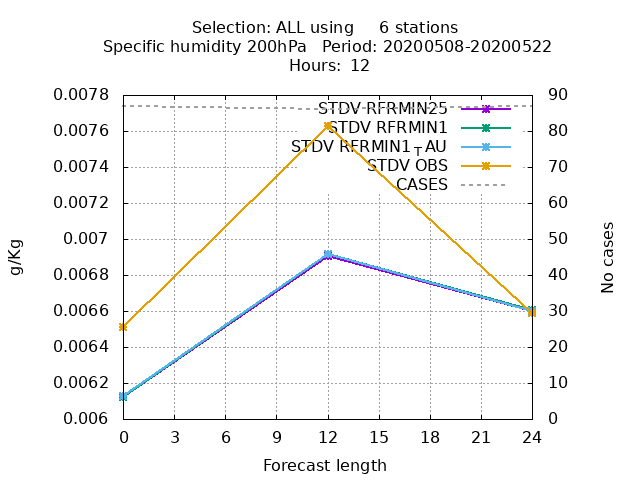 Selection: ALL using     6 stations
Specific humidity 200hPa   Period: 20200508-20200522
Hours: 12
0.0078
0.0076
0.0074
0.0072
0.007
0.0068
0.0066
0.0064
0.0062
0.006
g/Kg
STDV RFRMIN25
STDV RFRMIN1
STDV RFRMIN1_TAU
STDV OBS
CASES
90
80
70
60
50
40
30
20
10
0
No cases
0 3 6 9 12 15 18 21 24
Forecast length